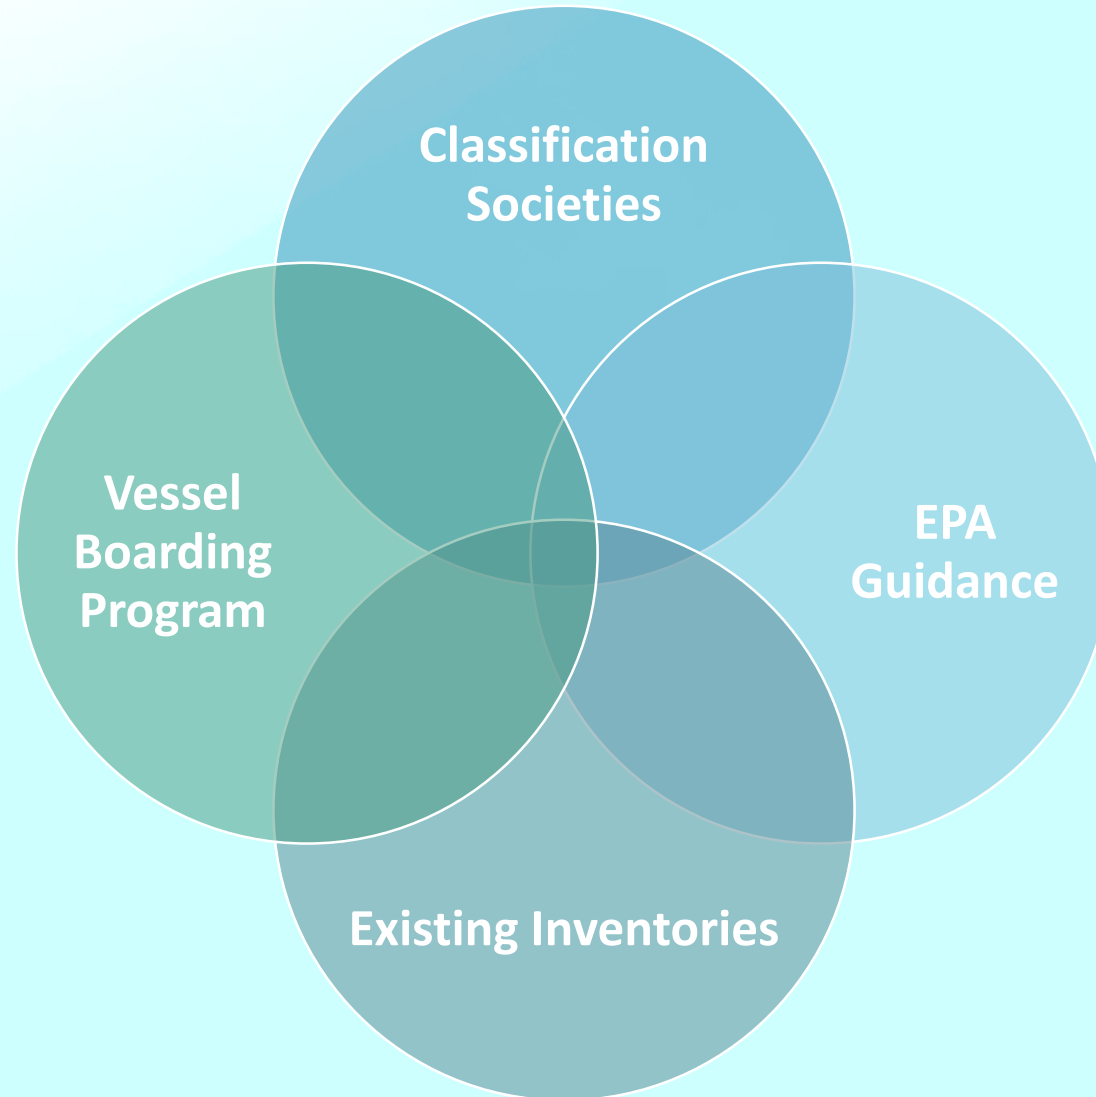 Classification
Societies
Vessel
Boarding
Program
EPA
Guidance
Existing Inventories